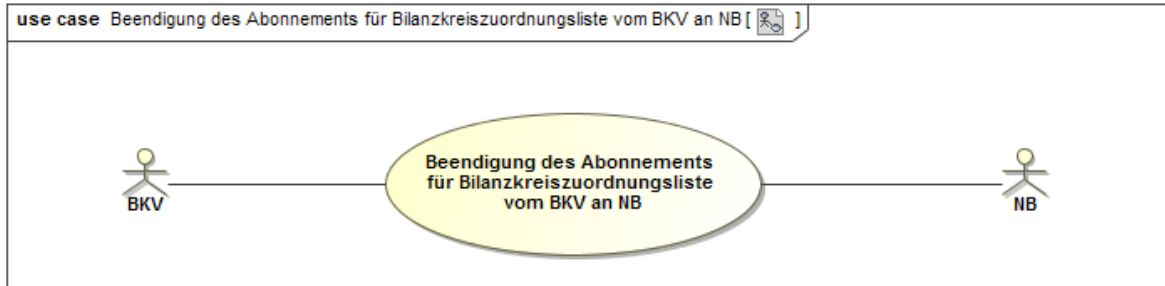 use case Beendigung des Abonnements für Bilanzkreiszuordnungsliste vom BKV an NB [ ]
Beendigung des Abonnements
für Bilanzkreiszuordnungsliste
vom BKV an NB
BKV
NB